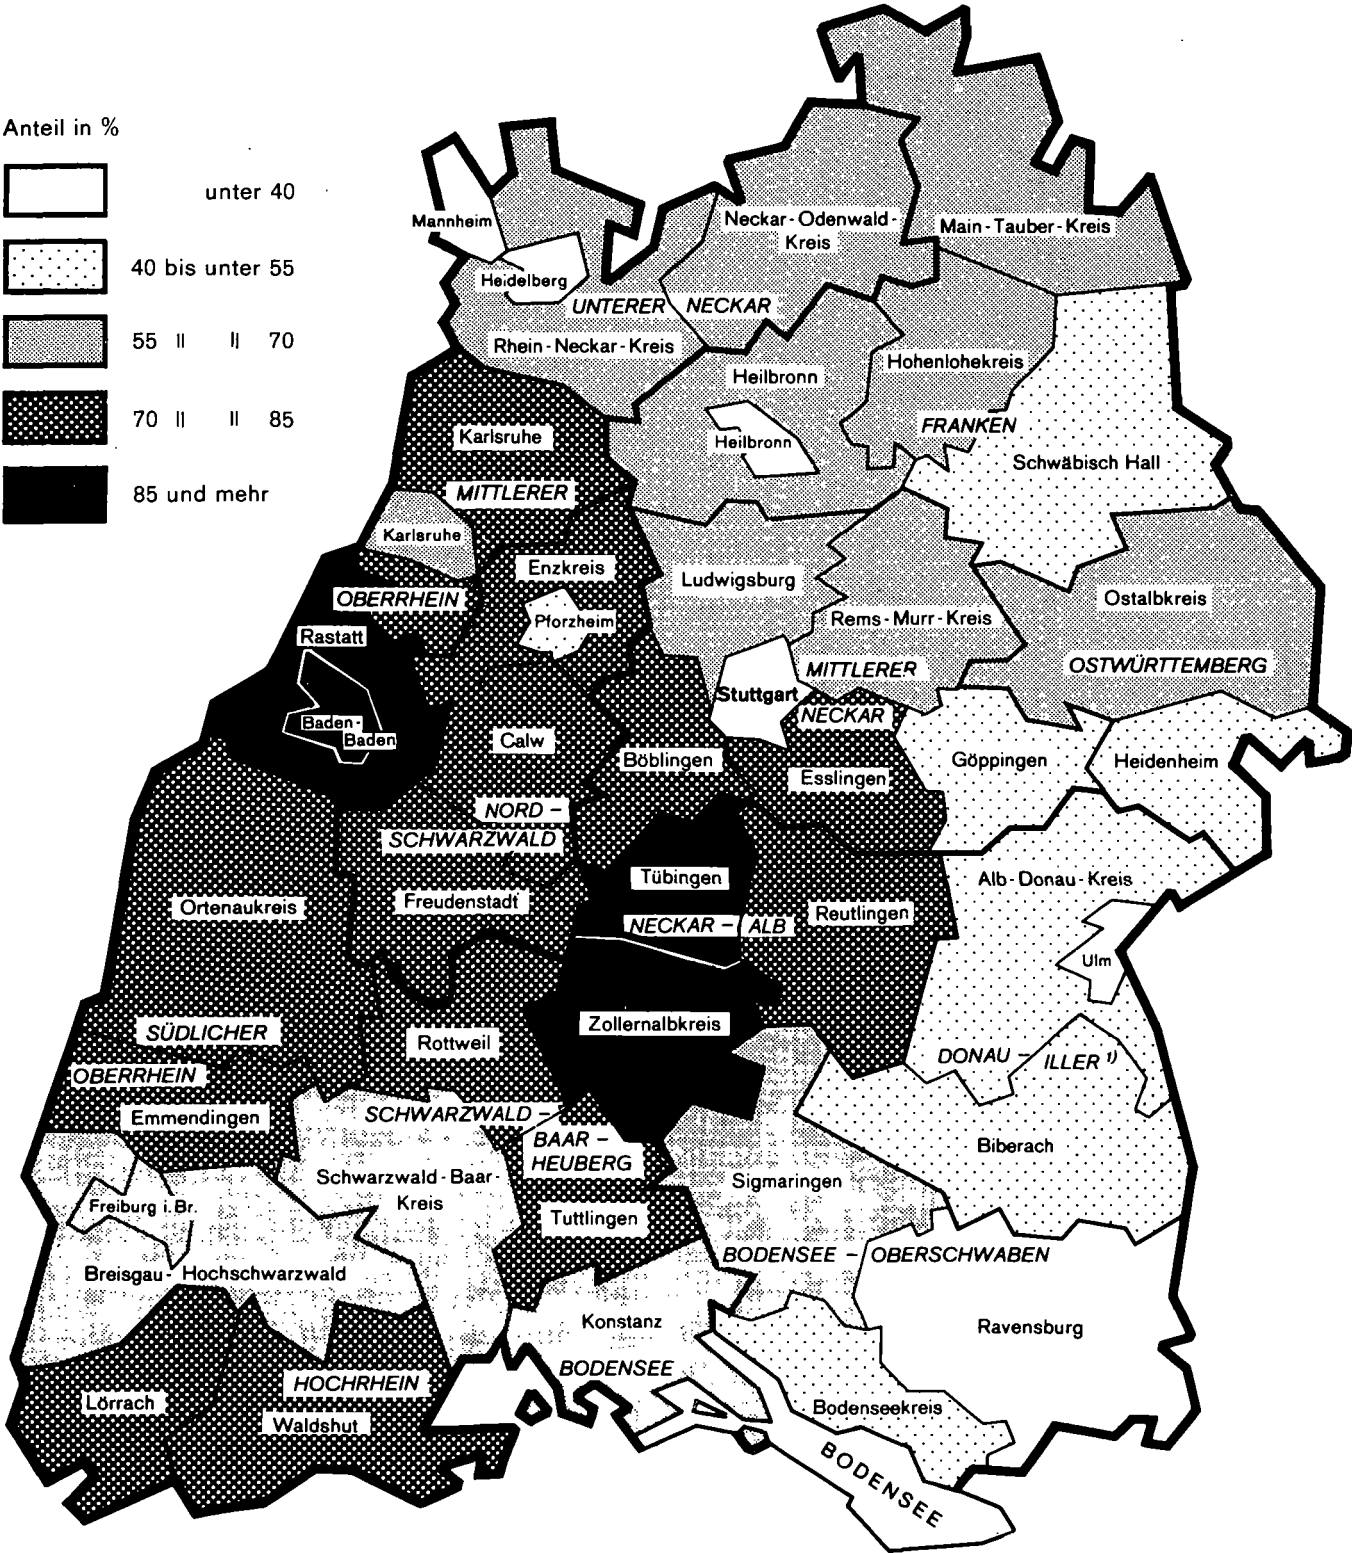 Anteil in %
unter 40
40 bis unter 55
55 " " 70
70 " " 85
85 und mehr
Mannheim
Heidelberg
Neckar-Odenwald-
Kreis
Main-Tauber-Kreis
UNTERER NECKAR
Rhein-Neckar-Kreis
Heilbronn
Hohenlohekreis
Heilbronn
FRANKEN
Schwäbisch Hall
Karlsruhe
MITTLERER
Karlsruhe
OBERRHEIN
Enzkreis
Pforzheim
Ludwigsburg
Rems-Murr-Kreis
Ostalbkreis
OSTWÜRTTEMBERG
Rastatt
Baden-
Baden
Stuttgart
MITTLERER
NECKAR
Calw
Böblingen
Esslingen
Göppingen
Heidenheim
NORD-
SCHWARZWALD
Freudenstadt
Tübingen
NECKAR-ALB
Reutlingen
Alb-Donau-Kreis
Ulm
Ortenaukreis
Zollernalbkreis
SÜDLICHER
OBERRHEIN
Rottweil
DONAU-ILLER 1)
Emmendingen
SCHWARZWALD-
BAAR-
HEUBERG
Biberach
Schwarzwald-Baar-
Kreis
Sigmaringen
Freiburg i.Br.
Tuttlingen
Breisgau-Hochschwarzwald
BODENSEE-OBERSCHWABEN
Konstanz
Ravensburg
BODENSEE
HOCHRHEIN
Lörrach
Waldshut
Bodenseekreis
BODENSEE